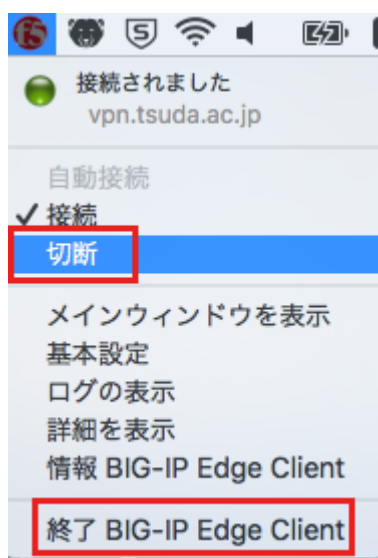 f5
S
接続されました
vpn.tsuda.ac.jp
自動接続
✓ 接続
切断
メインウィンドウを表示
基本設定
ログの表示
詳細を表示
情報 BIG-IP Edge Client
終了 BIG-IP Edge Client